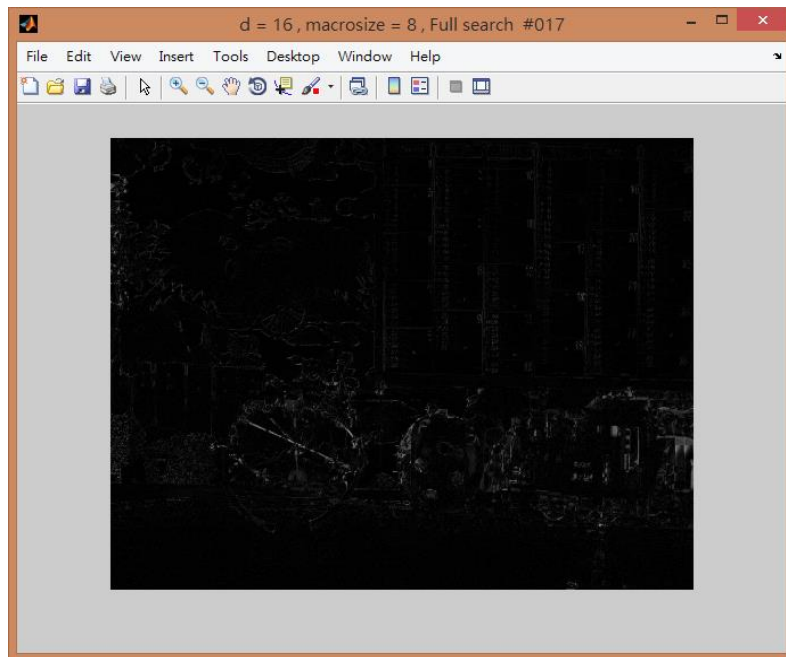 d = 16 , macrosize = 8 , Full search #017
File Edit View Insert Tools Desktop Window Help